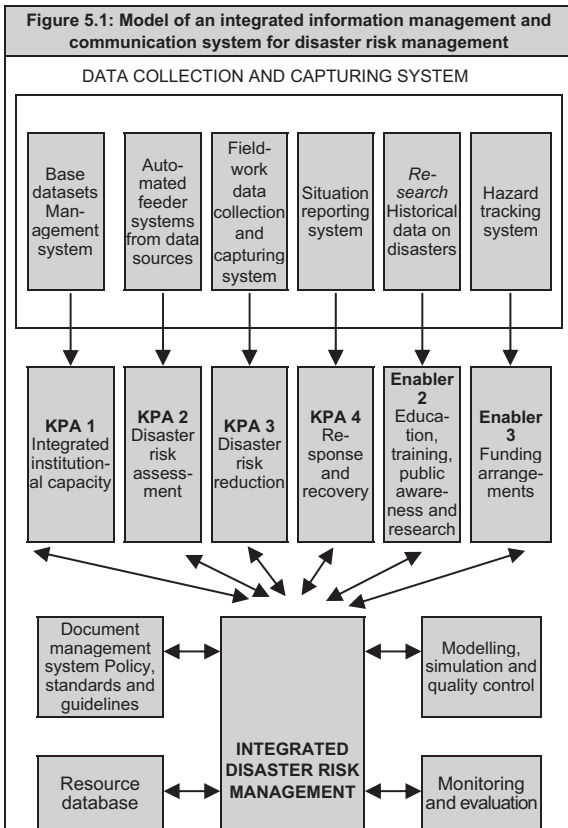 Figure 5.1: Model of an integrated information management and
communication system for disaster risk management
DATA COLLECTION AND CAPTURING SYSTEM
Base
datasets
Man-
agement
system
Auto-
mated
feeder
systems
from data
sources
Field-
work
data
collection
and
capturing
system
Situation
reporting
system
Re-
search
Historical
data on
disasters
Hazard
tracking
system
KPA 1
Integrated
institution-
al capacity
KPA 2
Disaster
risk
assess-
ment
KPA 3
Disaster
risk
reduction
KPA 4
Re-
sponse
and
recovery
Enabler
2
Educa-
tion,
training,
public
aware-
ness and
research
Enabler
3
Funding
arrange-
ments
Document
management
system Policy,
standards and
guidelines
Modelling,
simulation and
quality control
INTEGRATED
DISASTER RISK
MANAGEMENT
Resource
database
Monitoring
and evaluation